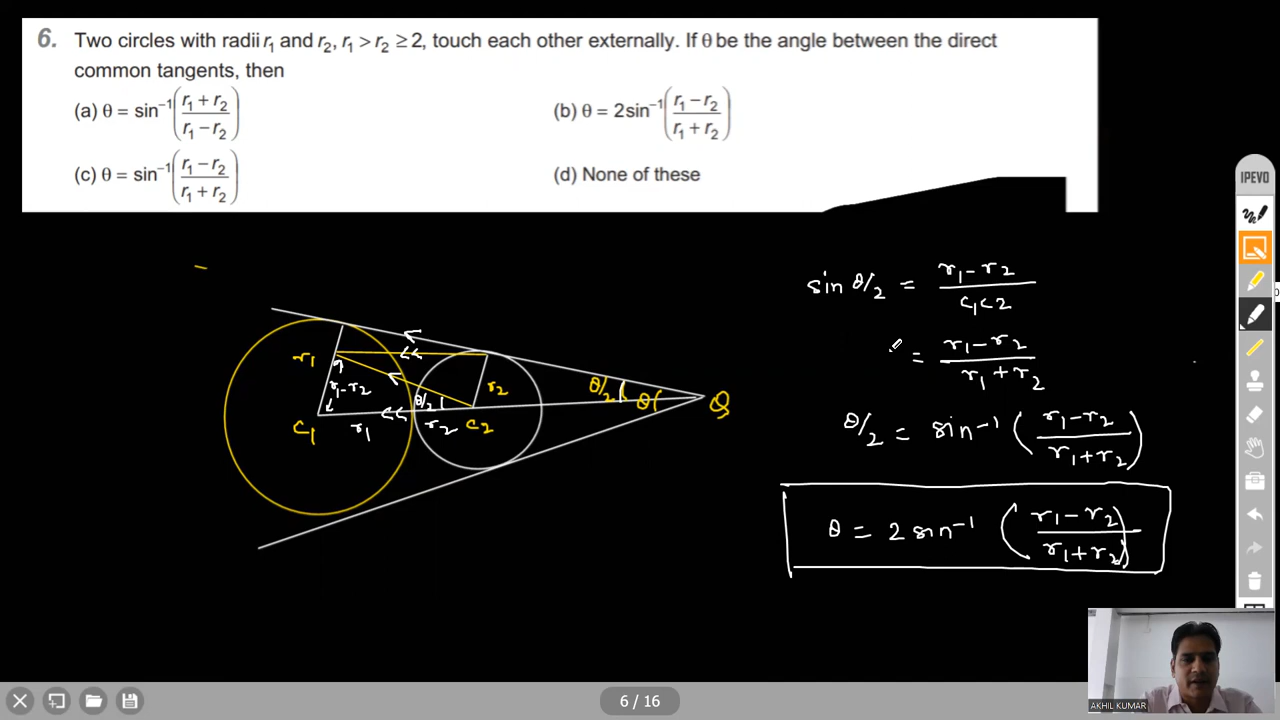 6. Two circles with radii r₁ and r₂, r₁ > r₂ ≥ 2, touch each other externally. If θ be the angle between the direct
common tangents, then
(a) θ = sin⁻¹((r₁ + r₂)/(r₁ − r₂))
(b) θ = 2sin⁻¹((r₁ − r₂)/(r₁ + r₂))
(c) θ = sin⁻¹((r₁ − r₂)/(r₁ + r₂))
(d) None of these
IPEVO
r₁
r₁-r₂
θ/2
r₂
θ/2
θ
Q
C₁
r₁
r₂
C₂
sin θ/2 = (r₁-r₂)/(C₁C₂)
= (r₁-r₂)/(r₁+r₂)
θ/2 = sin⁻¹ ((r₁-r₂)/(r₁+r₂))
θ = 2 sin⁻¹ ((r₁-r₂)/(r₁+r₂))
6 / 16
AKHIL KUMAR